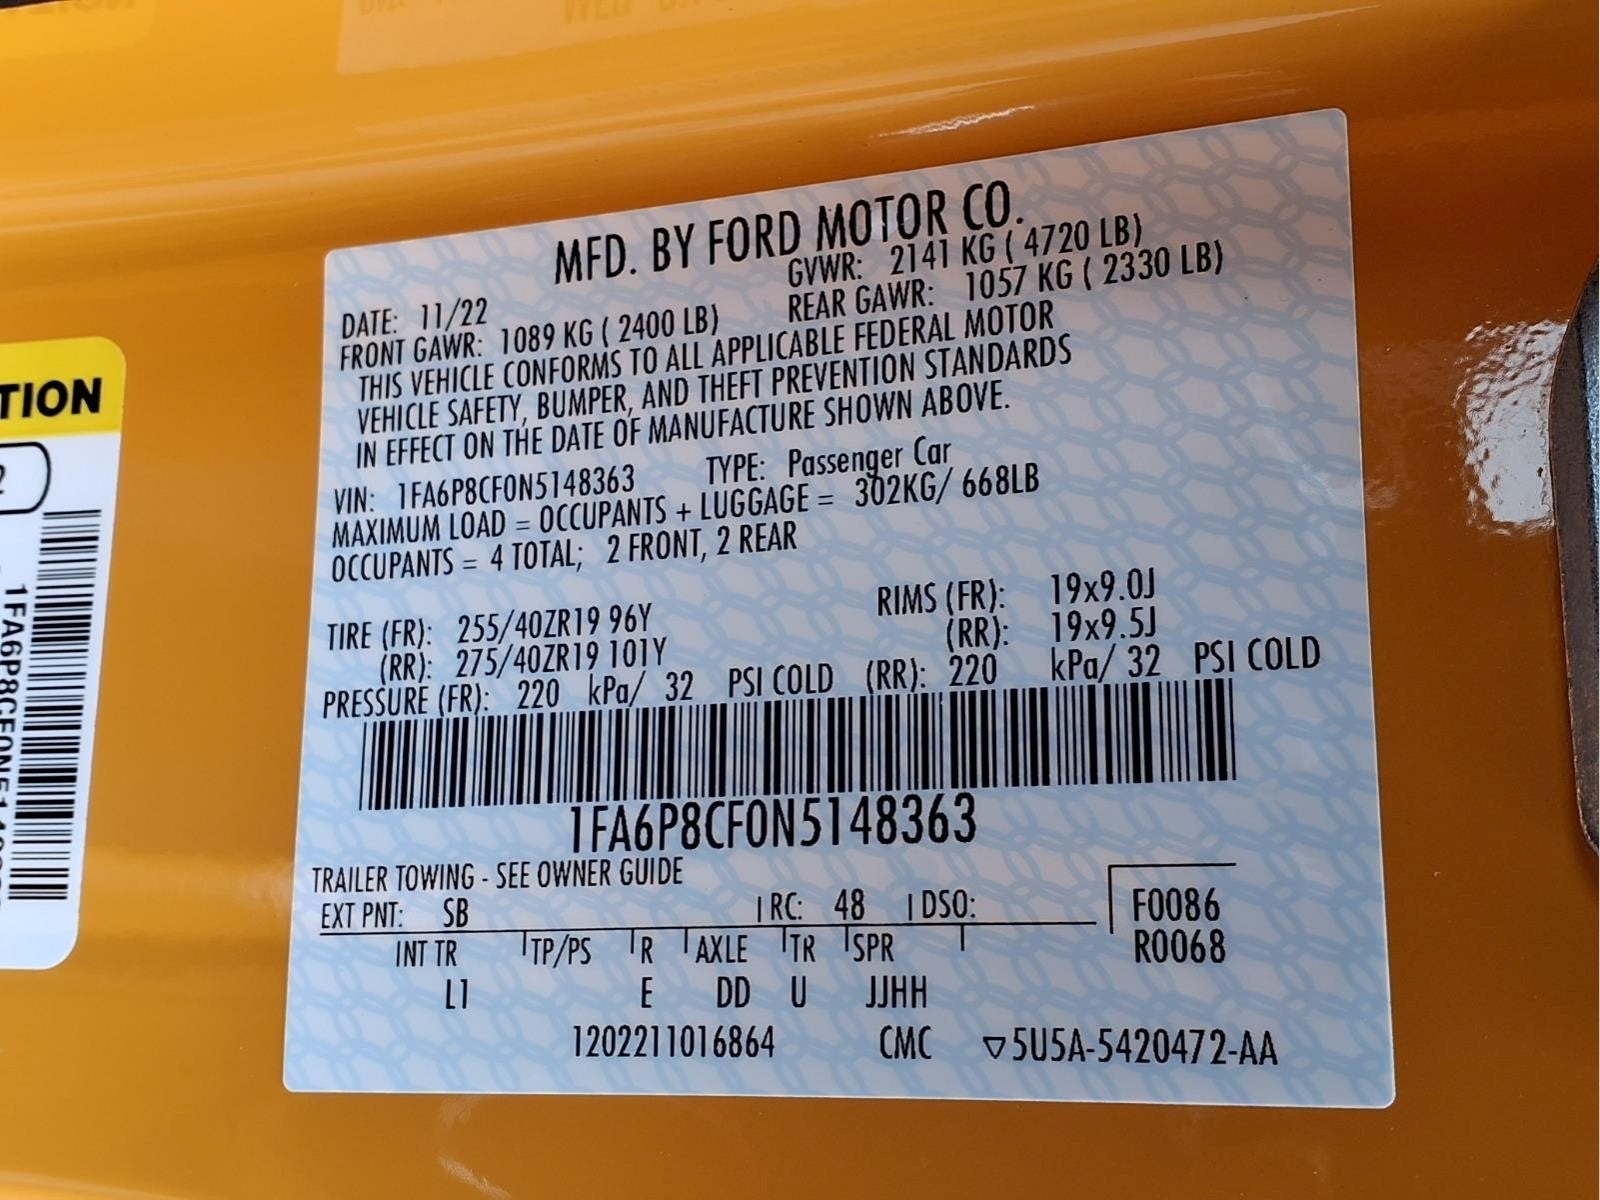 MFD. BY FORD MOTOR CO.
DATE: 11/22 GVWR: 2141 KG ( 4720 LB)
FRONT GAWR: 1089 KG ( 2400 LB) REAR GAWR: 1057 KG ( 2330 LB)
THIS VEHICLE CONFORMS TO ALL APPLICABLE FEDERAL MOTOR
VEHICLE SAFETY, BUMPER, AND THEFT PREVENTION STANDARDS
IN EFFECT ON THE DATE OF MANUFACTURE SHOWN ABOVE.
VIN: 1FA6P8CF0N5148363 TYPE: Passenger Car
MAXIMUM LOAD = OCCUPANTS + LUGGAGE = 302KG/ 668LB
OCCUPANTS = 4 TOTAL; 2 FRONT, 2 REAR
TIRE (FR): 255/40ZR19 96Y RIMS (FR): 19x9.0J
(RR): 275/40ZR19 101Y (RR): 19x9.5J
PRESSURE (FR): 220 kPa/ 32 PSI COLD (RR): 220 kPa/ 32 PSI COLD
1FA6P8CF0N5148363
TRAILER TOWING - SEE OWNER GUIDE
EXT PNT: SB RC: 48 DSO: F0086
INT TR TP/PS R AXLE TR SPR R0068
L1 E DD U JJHH
1202211016864 CMC ▽5U5A-5420472-AA
TION
2